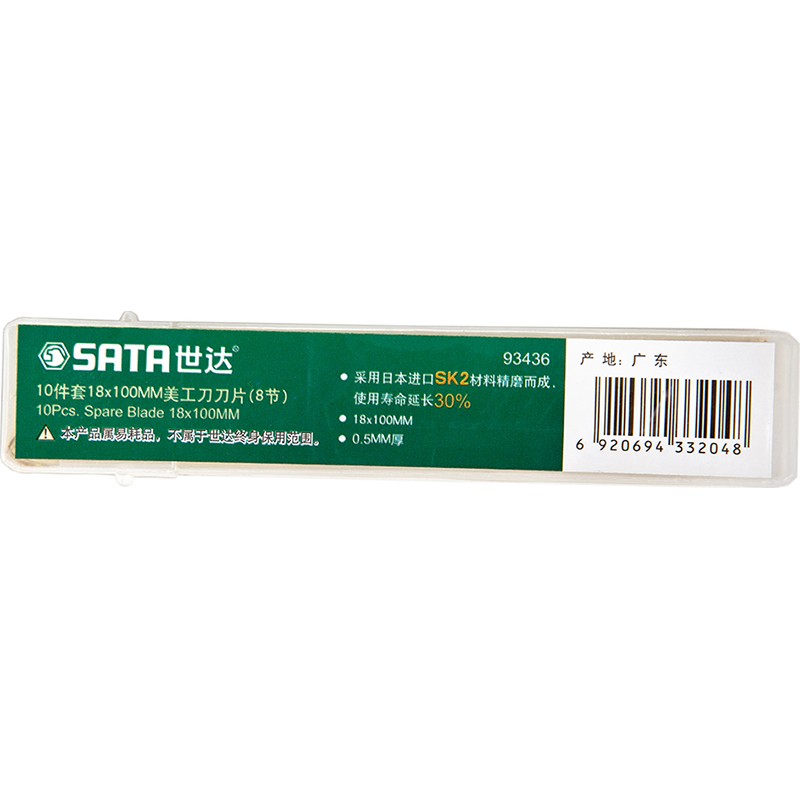 SATA世达®
10件套18x100MM美工刀刀片(8节)
10Pcs. Spare Blade 18x100MM
本产品属易耗品，不属于世达终身保用范围。
93436
● 采用日本进口SK2材料精磨而成，
使用寿命延长30%
● 18x100MM
● 0.5MM厚
产地：广东
6 920694 332048